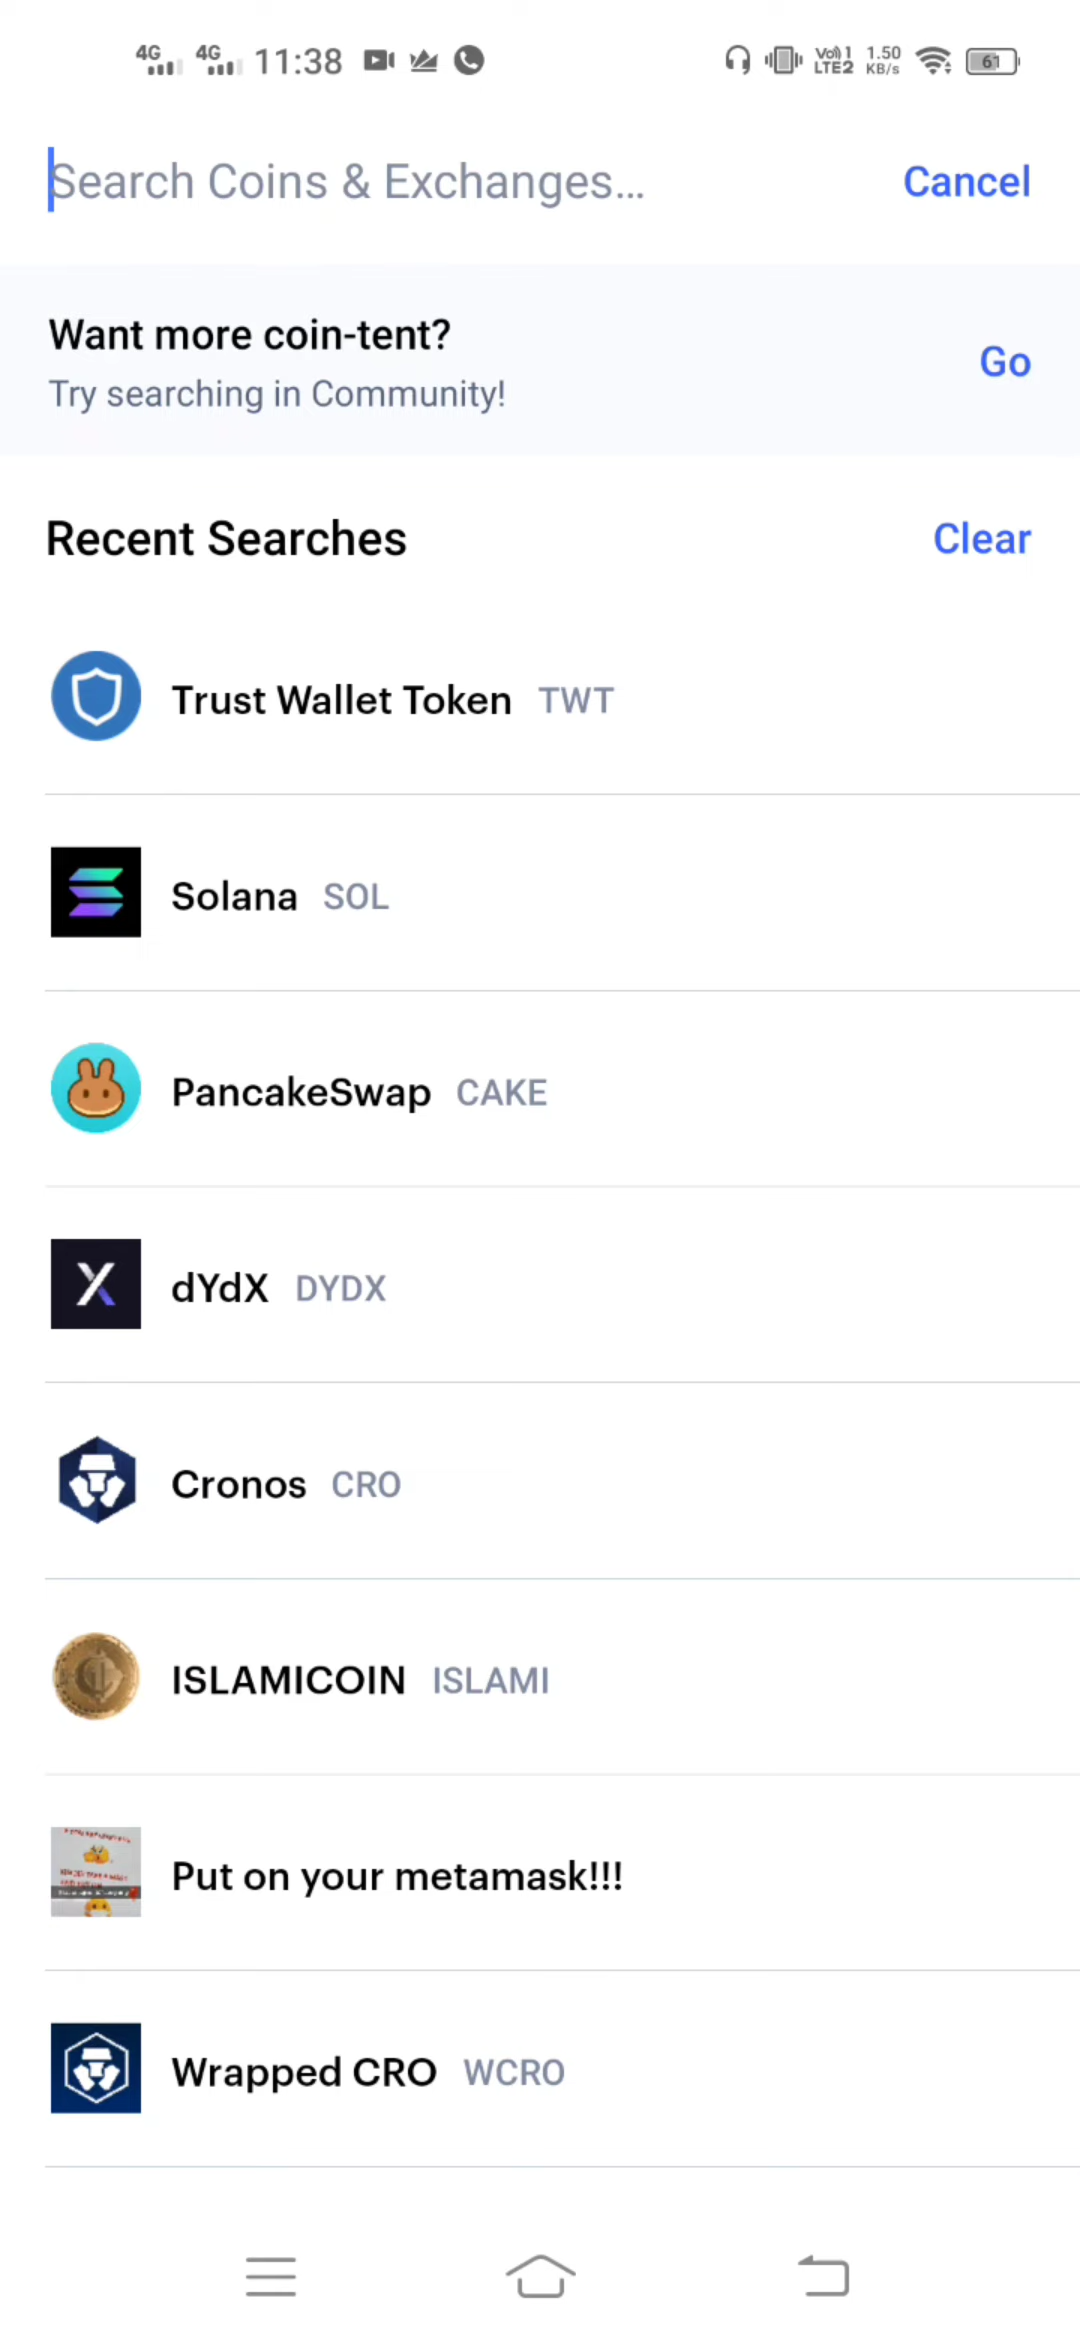 4G 4G 11:38 Vo)) 1 LTE2 1.50 KB/s 61
Search Coins & Exchanges...
Cancel
Want more coin-tent?
Try searching in Community!
Go
Recent Searches
Clear
Trust Wallet Token TWT
Solana SOL
PancakeSwap CAKE
dYdX DYDX
Cronos CRO
ISLAMICOIN ISLAMI
Put on your metamask!!!
Wrapped CRO WCRO